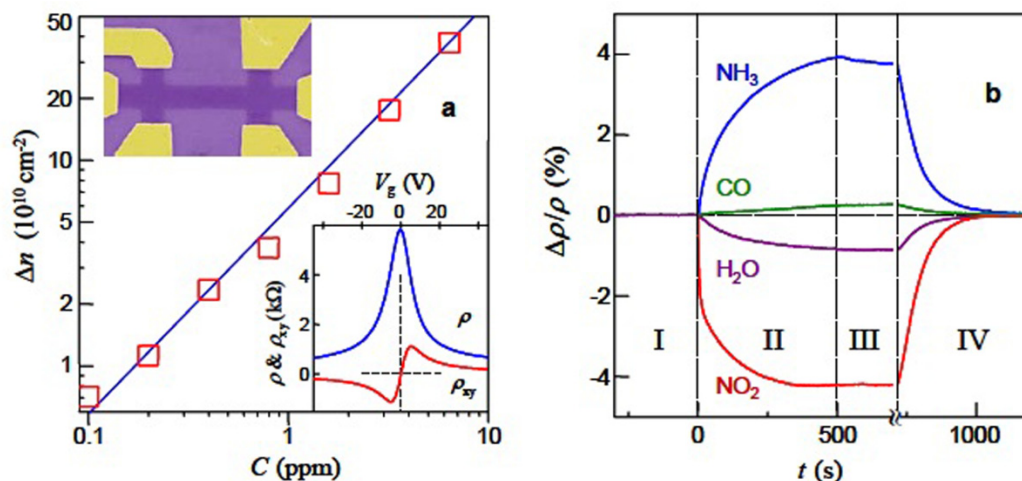 50
20
10
5
2
1
Δn (10¹⁰ cm⁻²)
a
V_g (V)
-20 0 20
4
2
0
ρ & ρ_xy (kΩ)
ρ
ρ_xy
0.1 1 10
C (ppm)
b
4
2
0
-2
-4
Δρ/ρ (%)
NH₃
CO
H₂O
NO₂
I II III IV
0 500 1000
t (s)